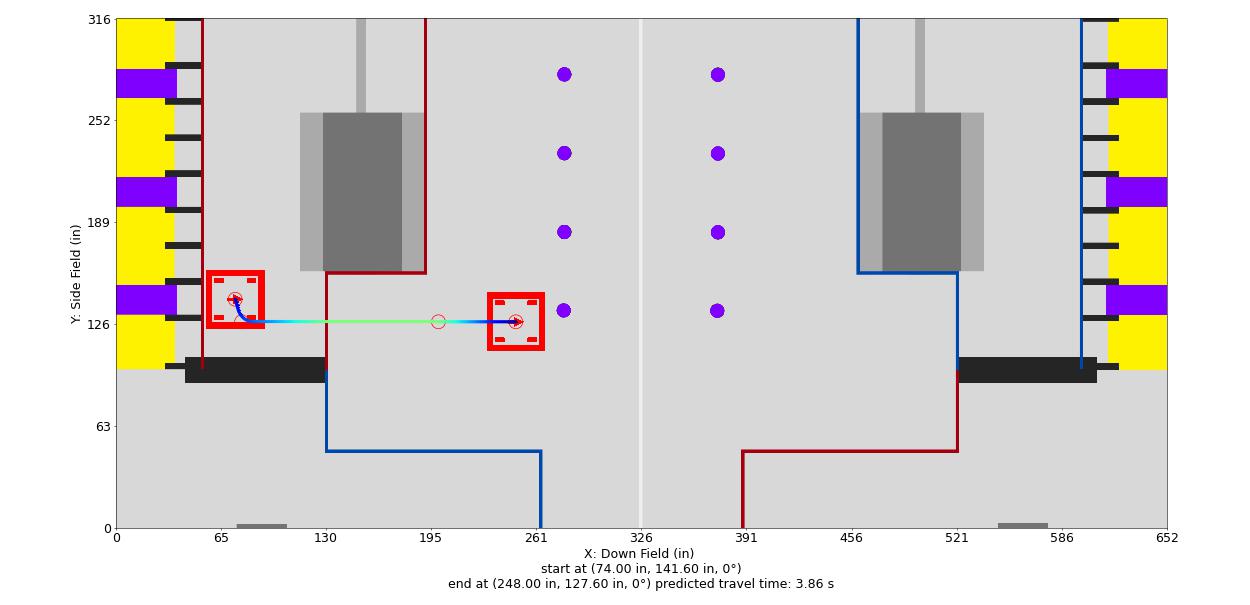 316
252
189
126
63
0
Y: Side Field (in)
0 65 130 195 261 326 391 456 521 586 652
X: Down Field (in)
start at (74.00 in, 141.60 in, 0°)
end at (248.00 in, 127.60 in, 0°) predicted travel time: 3.86 s